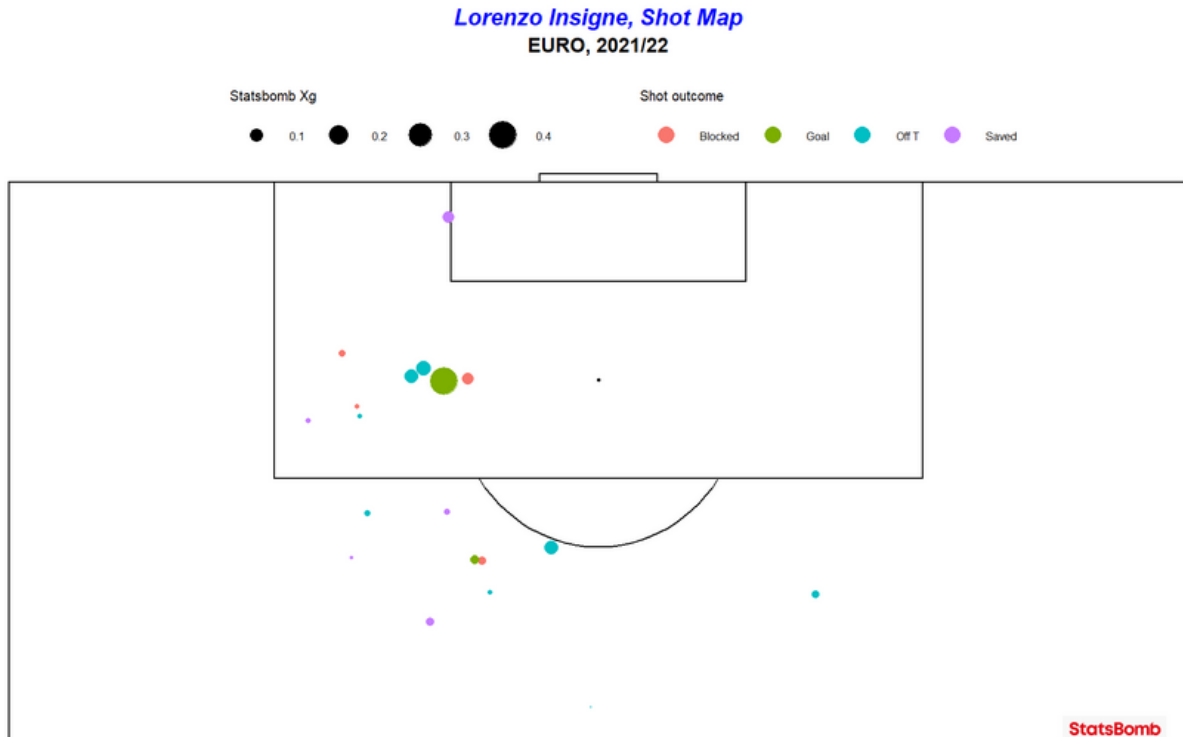 Lorenzo Insigne, Shot Map
EURO, 2021/22
Statsbomb Xg
0.1 0.2 0.3 0.4
Shot outcome
Blocked Goal Off T Saved
StatsBomb